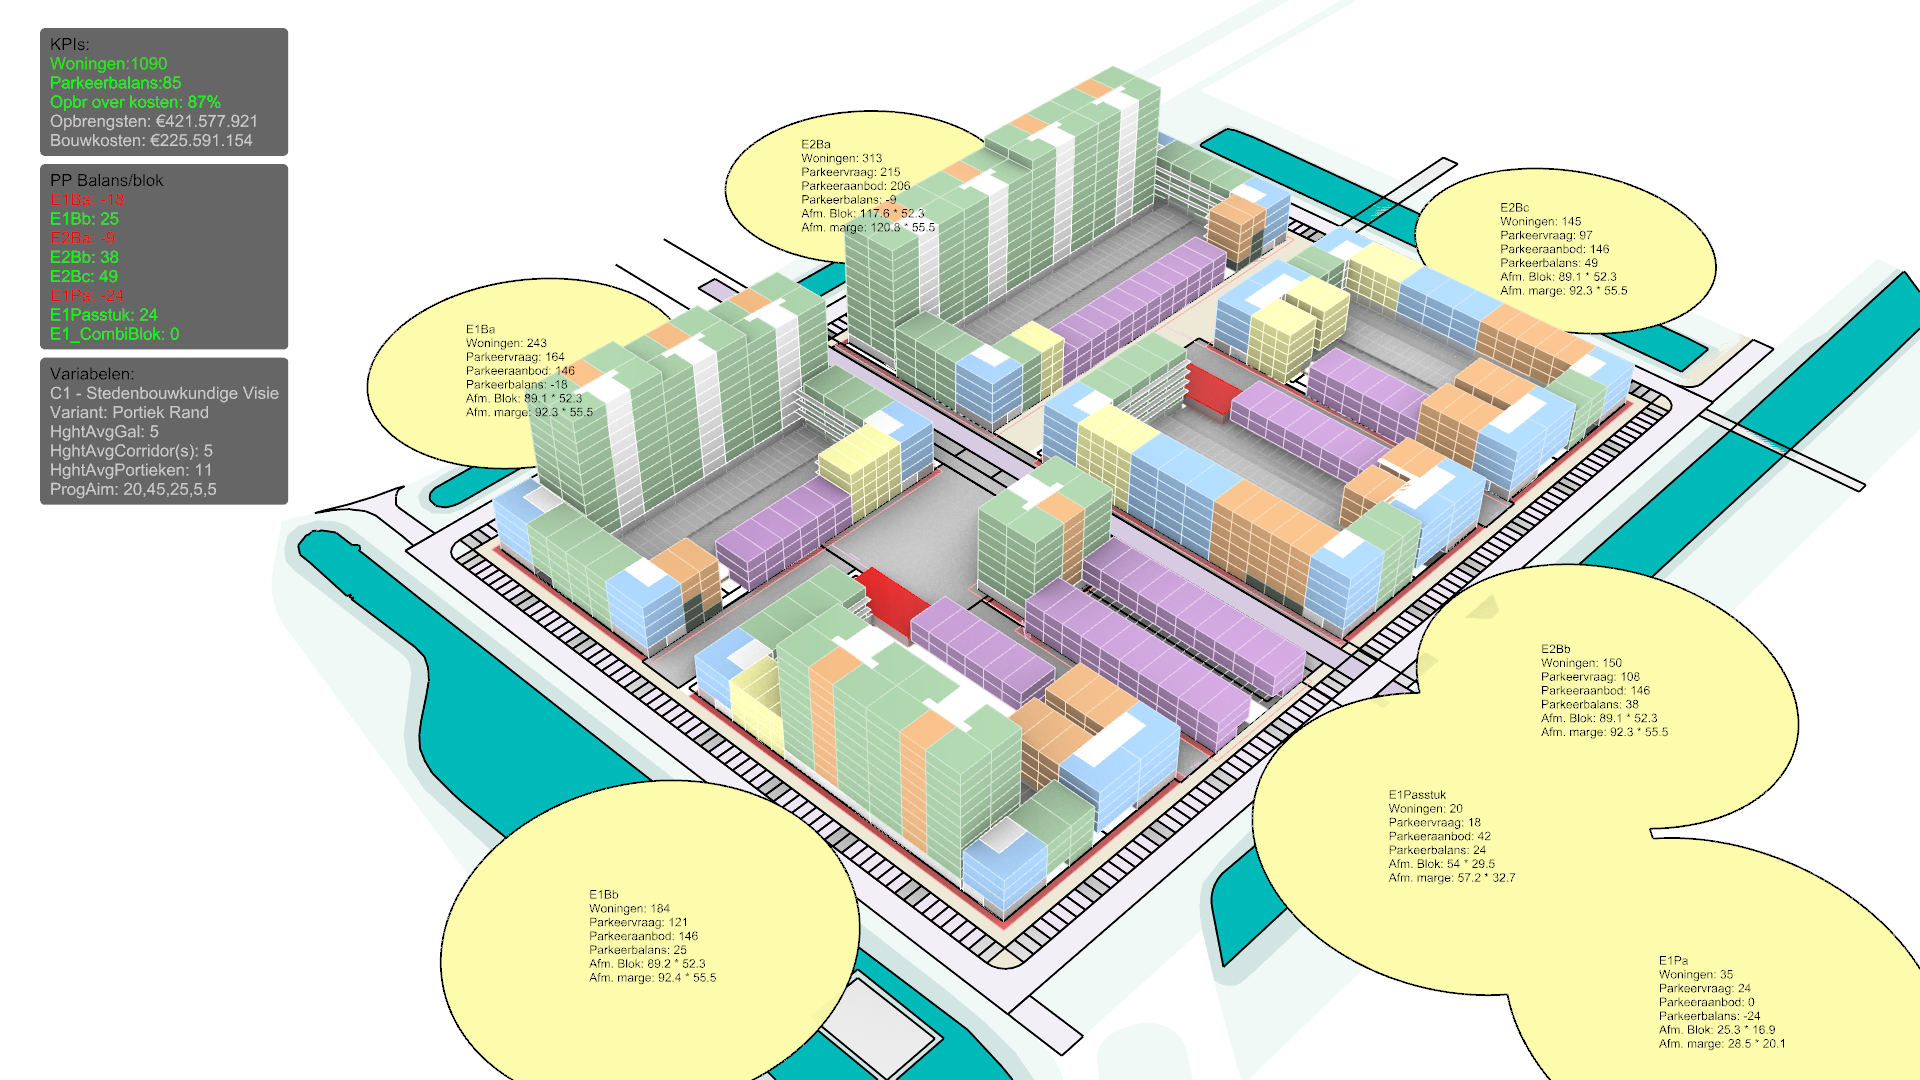 KPIs:
Woningen:1090
Parkeerbalans:85
Opbr over kosten: 87%
Opbrengsten: €421.577.921
Bouwkosten: €225.591.154
PP Balans/blok
E1Ba: -18
E1Bb: 25
E2Ba: -9
E2Bb: 38
E2Bc: 49
E1Pa: -24
E1Passtuk: 24
E1_CombiBlok: 0
Variabelen:
C1 - Stedenbouwkundige Visie
Variant: Portiek Rand
HghtAvgGal: 5
HghtAvgCorridor(s): 5
HghtAvgPortieken: 11
ProgAim: 20,45,25,5,5
E2Ba
Woningen: 313
Parkeervraag: 215
Parkeeraanbod: 206
Parkeerbalans: -9
Afm. Blok: 117.6 * 52.3
Afm. marge: 120.8 * 55.5
E2Bc
Woningen: 145
Parkeervraag: 97
Parkeeraanbod: 146
Parkeerbalans: 49
Afm. Blok: 89.1 * 52.3
Afm. marge: 92.3 * 55.5
E1Ba
Woningen: 243
Parkeervraag: 164
Parkeeraanbod: 146
Parkeerbalans: -18
Afm. Blok: 89.1 * 52.3
Afm. marge: 92.3 * 55.5
E2Bb
Woningen: 150
Parkeervraag: 108
Parkeeraanbod: 146
Parkeerbalans: 38
Afm. Blok: 89.1 * 52.3
Afm. marge: 92.3 * 55.5
E1Passtuk
Woningen: 20
Parkeervraag: 18
Parkeeraanbod: 42
Parkeerbalans: 24
Afm. Blok: 54 * 29.5
Afm. marge: 57.2 * 32.7
E1Bb
Woningen: 184
Parkeervraag: 121
Parkeeraanbod: 146
Parkeerbalans: 25
Afm. Blok: 89.2 * 52.3
Afm. marge: 92.4 * 55.5
E1Pa
Woningen: 35
Parkeervraag: 24
Parkeeraanbod: 0
Parkeerbalans: -24
Afm. Blok: 25.3 * 16.9
Afm. marge: 28.5 * 20.1